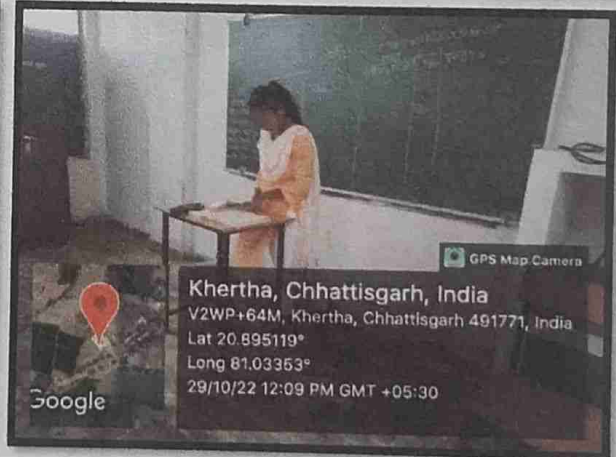 GPS Map Camera
Khertha, Chhattisgarh, India
V2WP+64M, Khertha, Chhattisgarh 491771, India
Lat 20.895119°
Long 81.03353°
29/10/22 12:09 PM GMT +05:30
Google